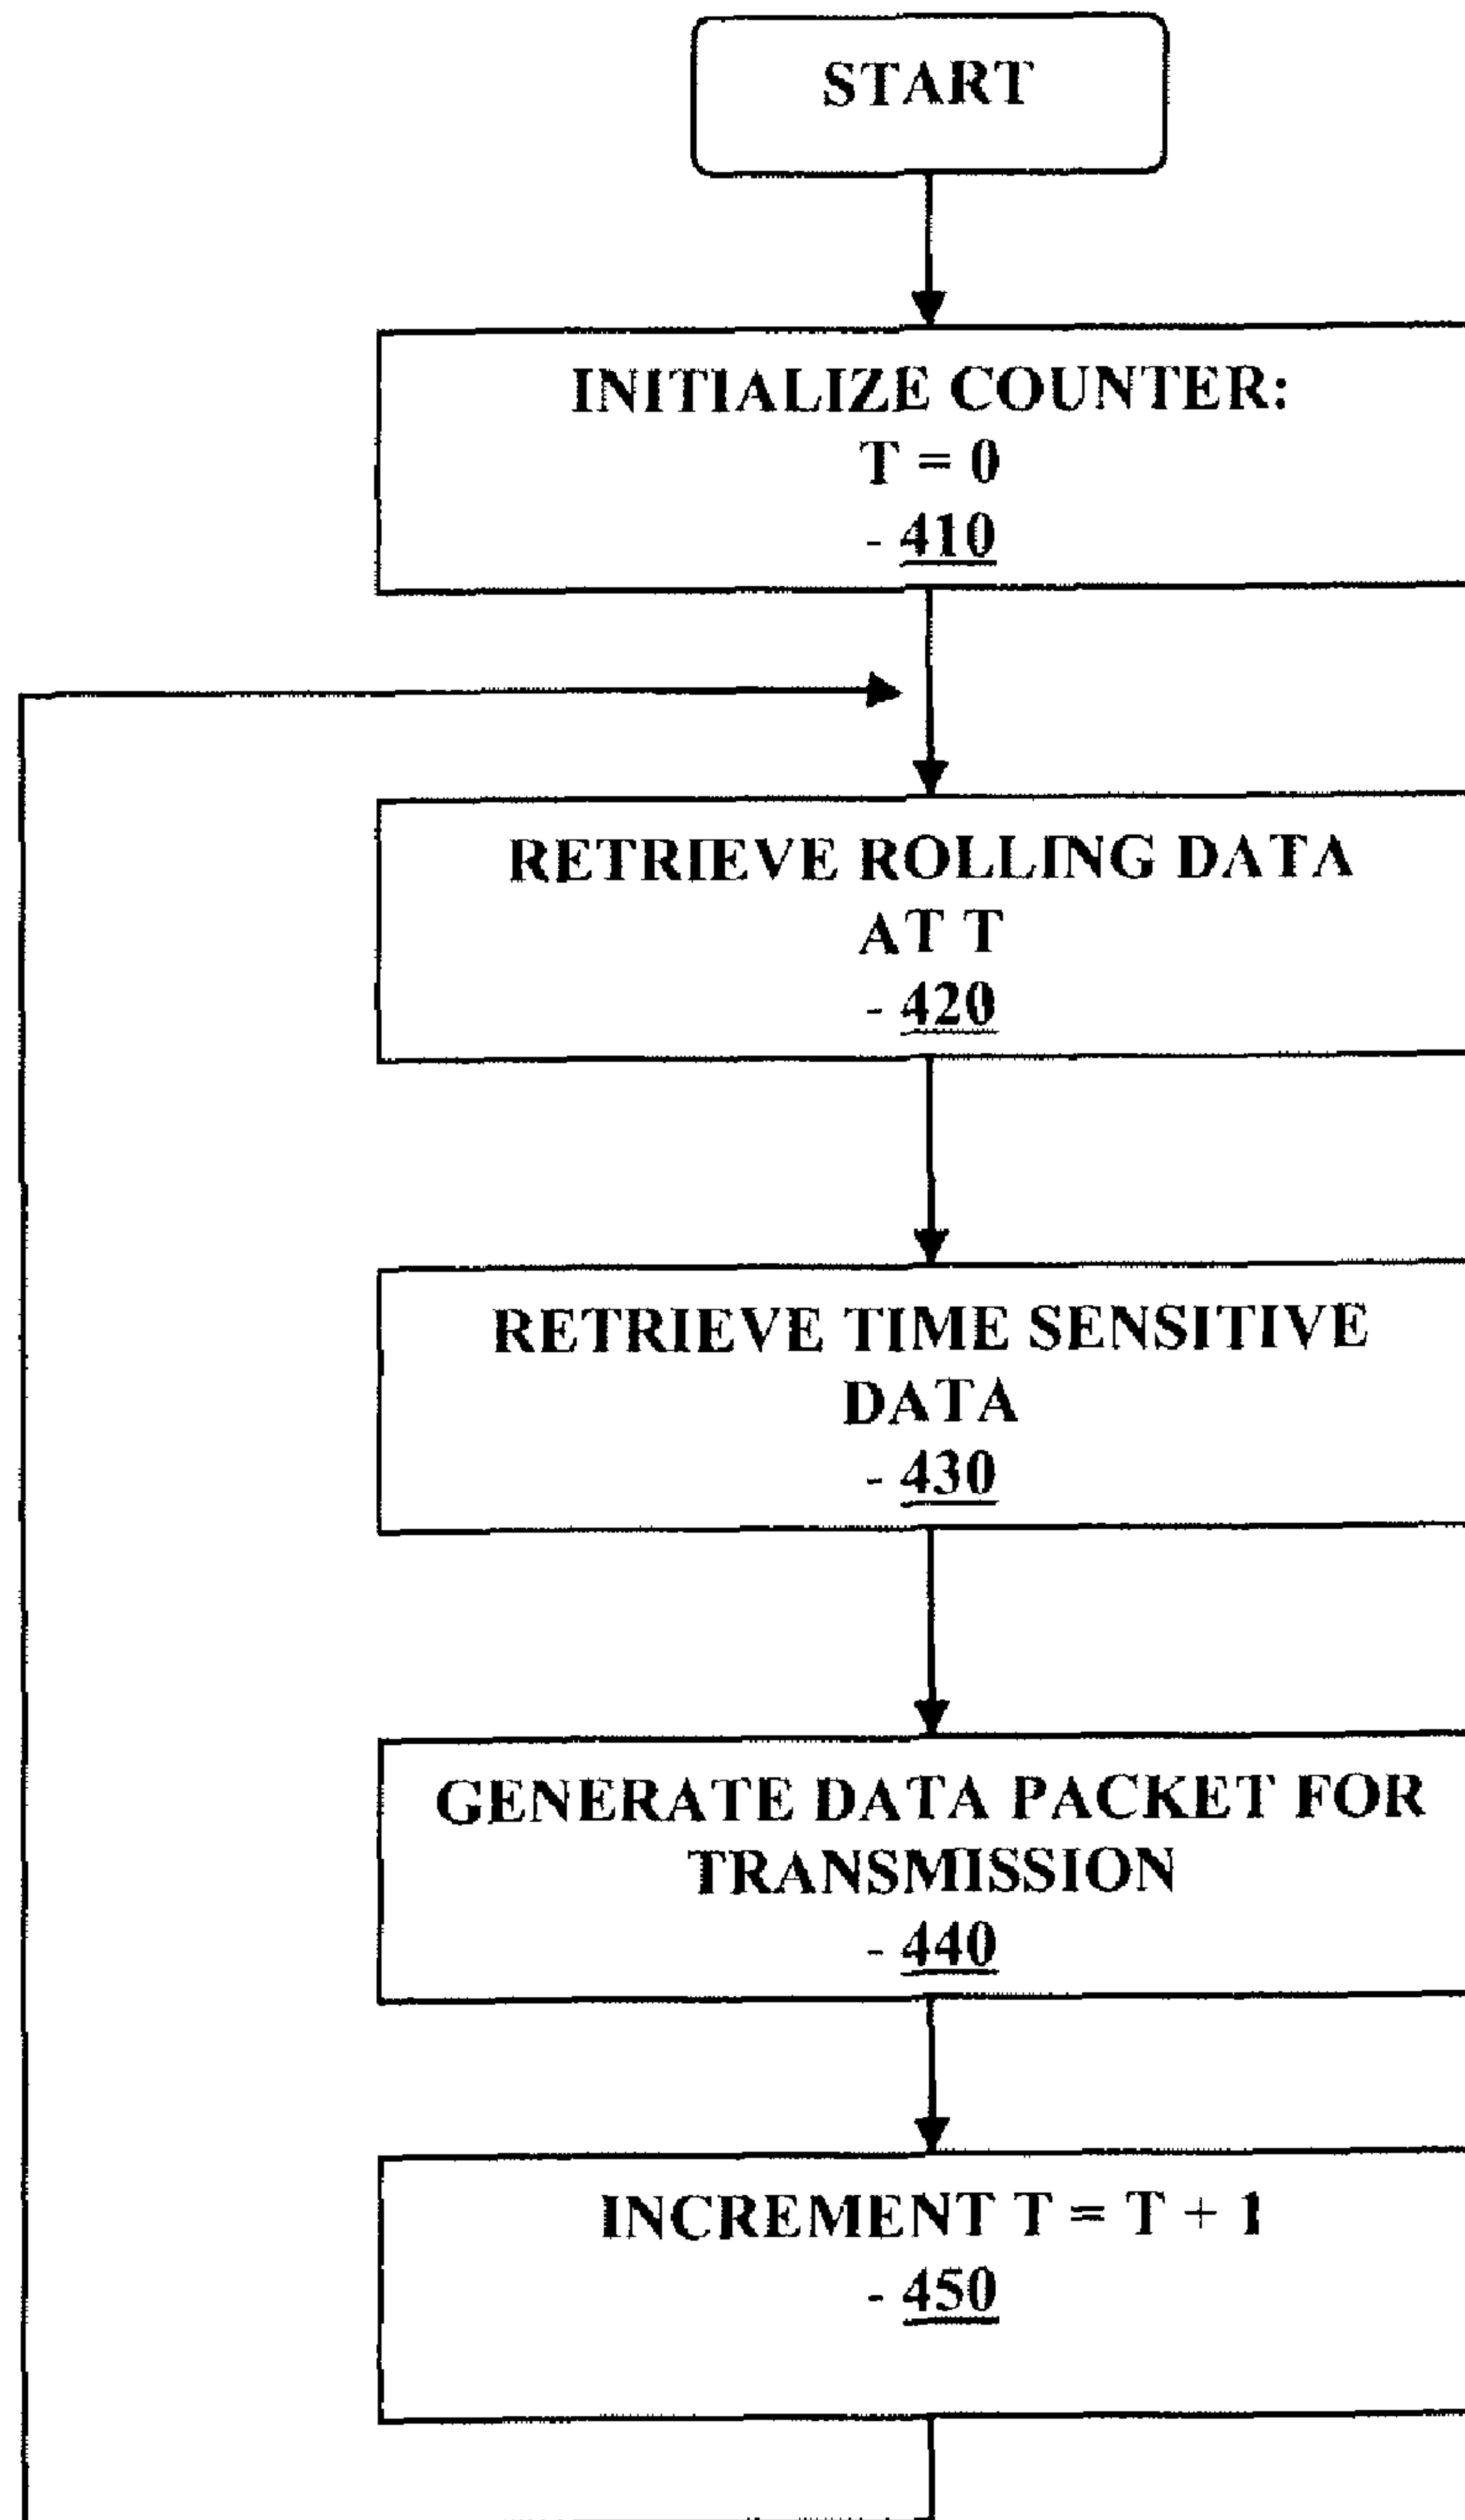 START
INITIALIZE COUNTER:
T = 0
- 410
RETRIEVE ROLLING DATA
AT T
- 420
RETRIEVE TIME SENSITIVE
DATA
- 430
GENERATE DATA PACKET FOR
TRANSMISSION
- 440
INCREMENT T = T + 1
- 450